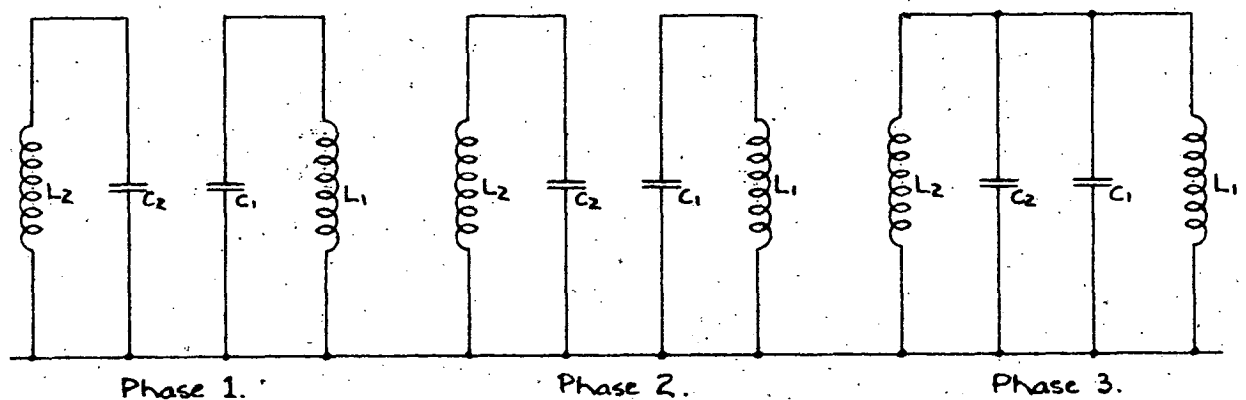 L2 C2 C1 L1
L2 C2 C1 L1
L2 C2 C1 L1
Phase 1.
Phase 2.
Phase 3.